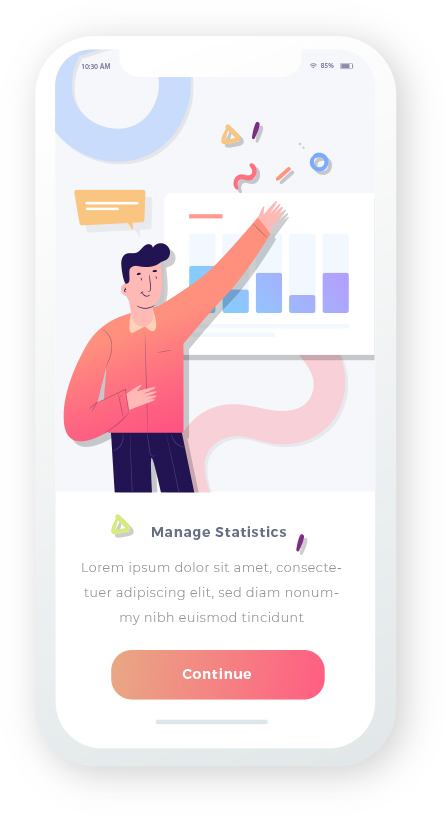 10:30 AM 85%
Manage Statistics
Lorem ipsum dolor sit amet, consecte-
tuer adipiscing elit, sed diam nonum-
my nibh euismod tincidunt
Continue